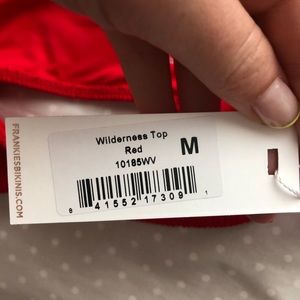 FRANKIESBIKINIS.COM
Wilderness Top
Red
10185WV
M
8 41552 17309 1